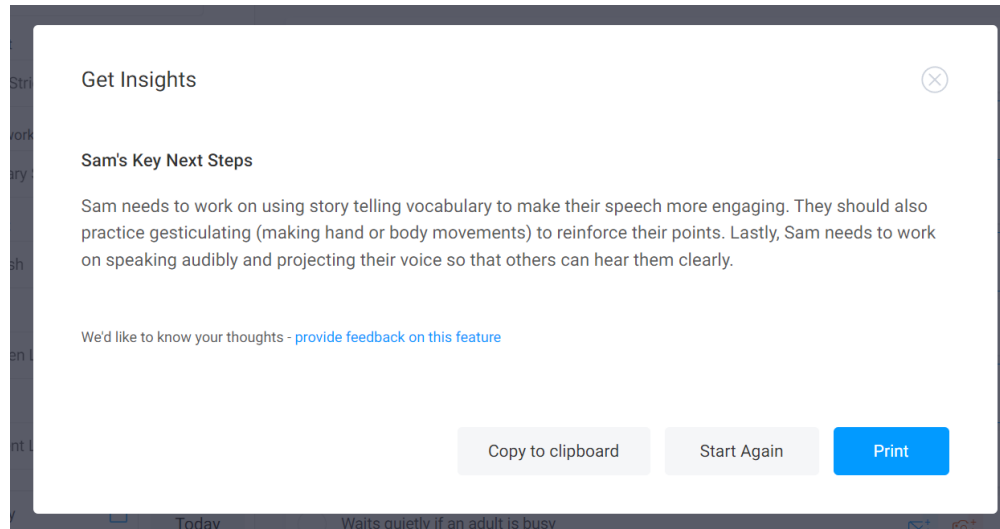 Get Insights
Sam's Key Next Steps
Sam needs to work on using story telling vocabulary to make their speech more engaging. They should also
practice gesticulating (making hand or body movements) to reinforce their points. Lastly, Sam needs to work
on speaking audibly and projecting their voice so that others can hear them clearly.
We'd like to know your thoughts - provide feedback on this feature
Copy to clipboard
Start Again
Print
Today
Waits quietly if an adult is busy